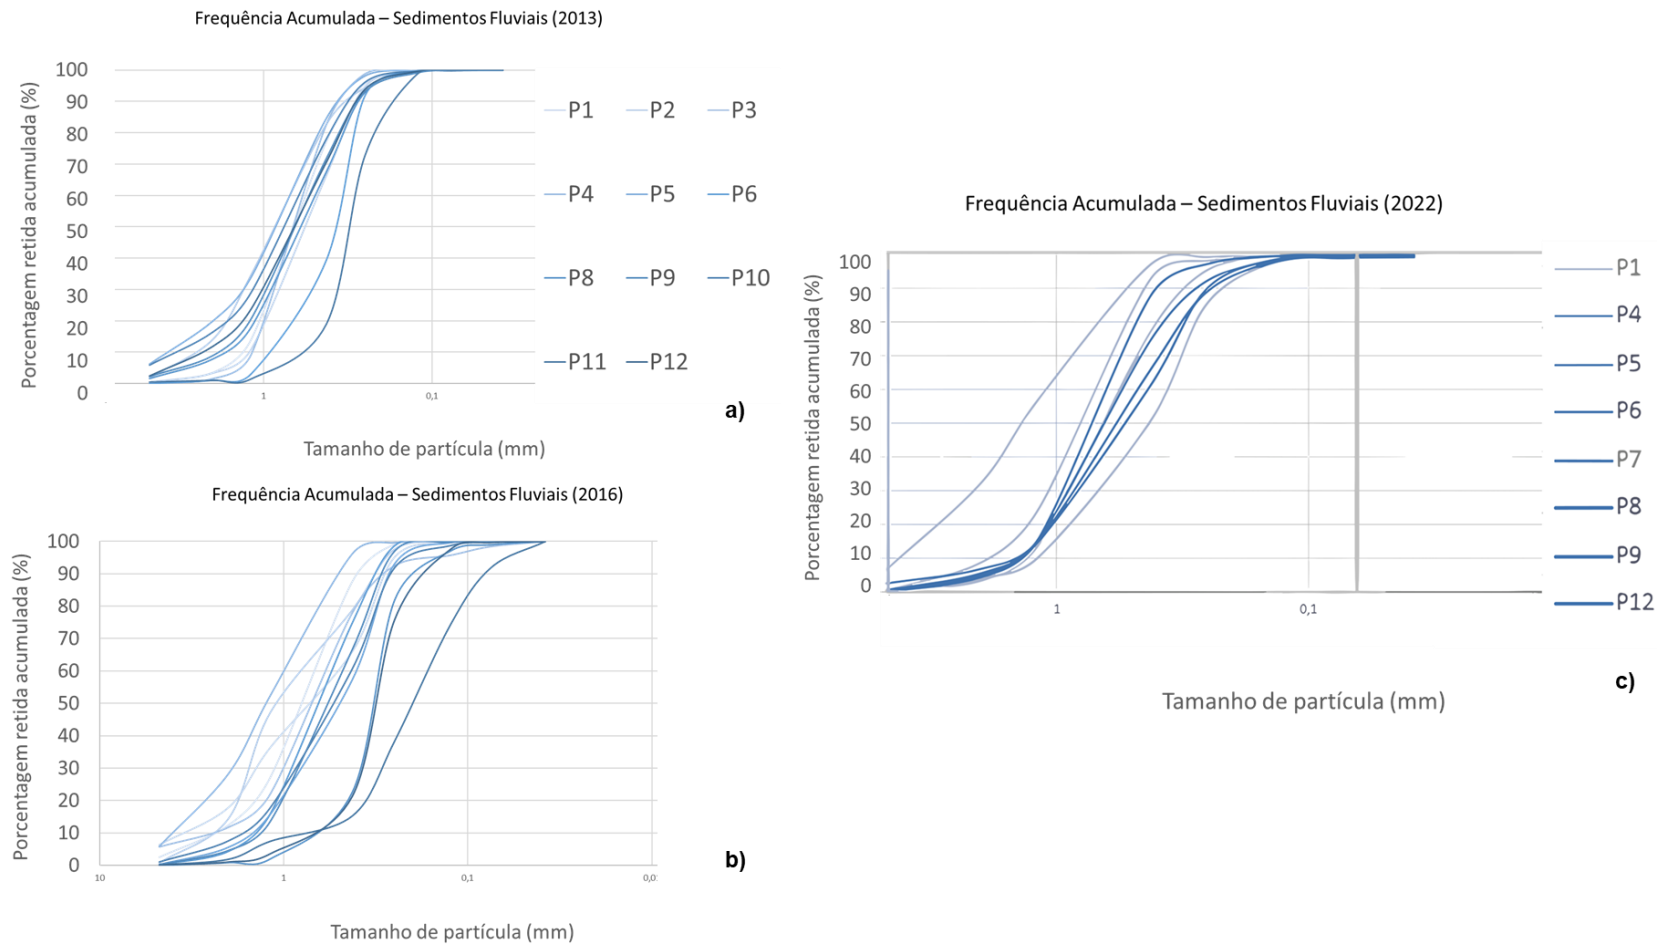 Frequência Acumulada – Sedimentos Fluviais (2013)
Porcentagem retida acumulada (%)
100
90
80
70
60
50
40
30
20
10
0
1
0,1
Tamanho de partícula (mm)
P1 P2 P3
P4 P5 P6
P8 P9 P10
P11 P12
a)
Frequência Acumulada – Sedimentos Fluviais (2016)
Porcentagem retida acumulada (%)
100
90
80
70
60
50
40
30
20
10
0
10
1
0,1
0,0
Tamanho de partícula (mm)
b)
Frequência Acumulada – Sedimentos Fluviais (2022)
Porcentagem retida acumulada (%)
100
90
80
70
60
50
40
30
20
10
0
1
0,1
Tamanho de partícula (mm)
P1
P4
P5
P6
P7
P8
P9
P12
c)